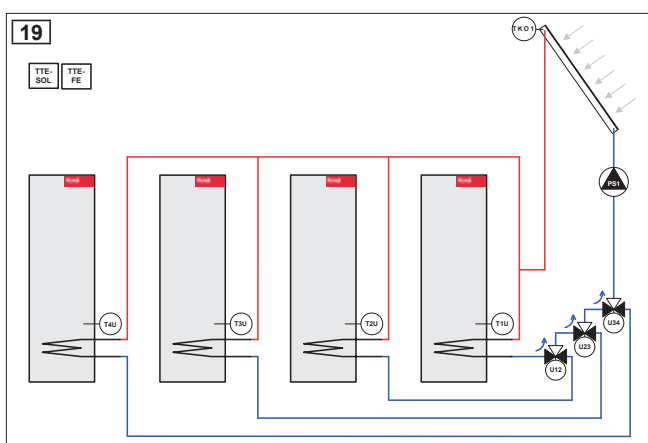 19
TKO1
TTE-
SOL
TTE-
FE
PS1
T4U
T3U
T2U
T1U
U34
U23
U12